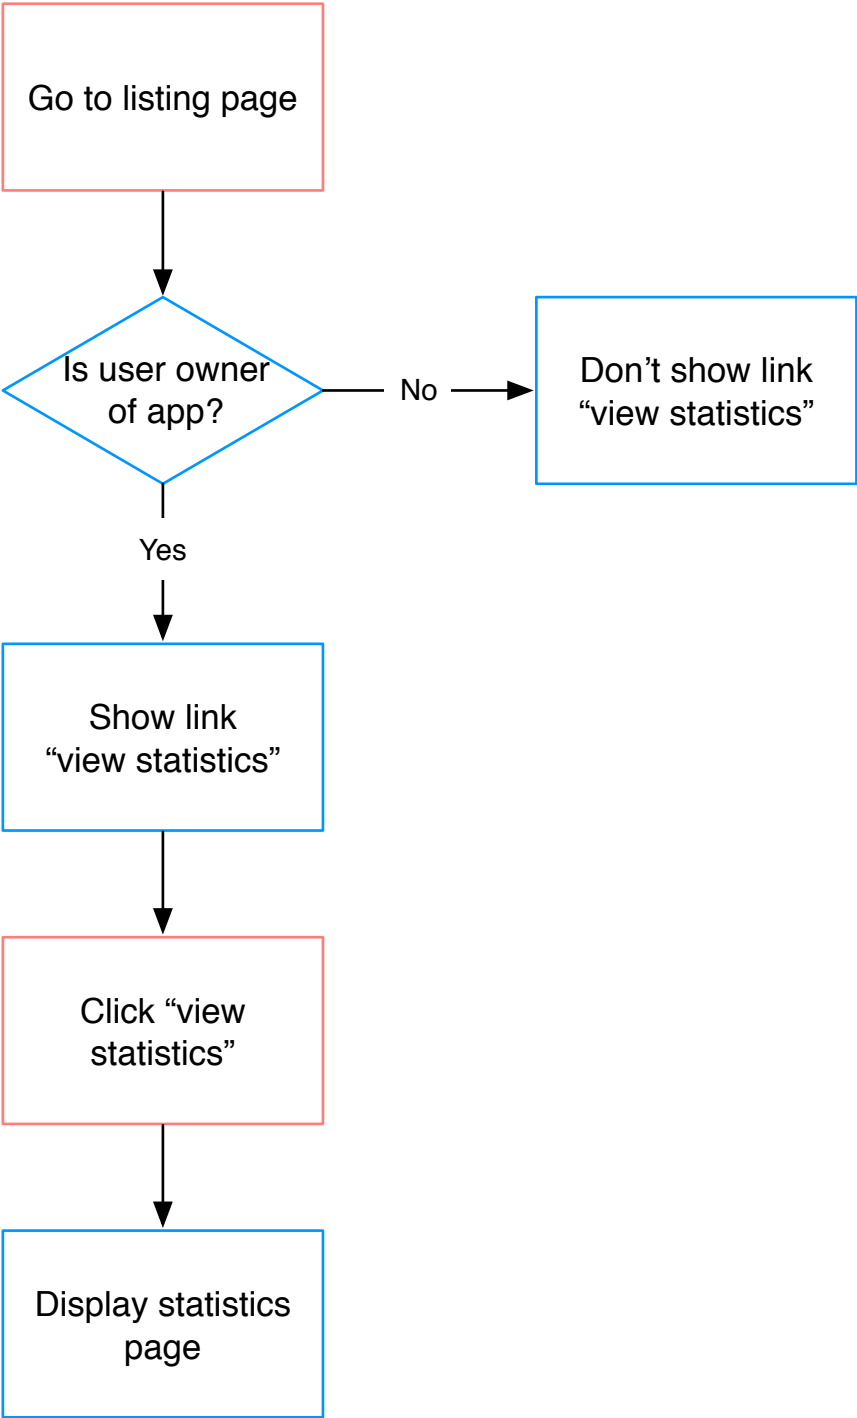 Go to listing page
Is user owner
of app?
No
Don’t show link
“view statistics”
Yes
Show link
“view statistics”
Click “view
statistics”
Display statistics
page